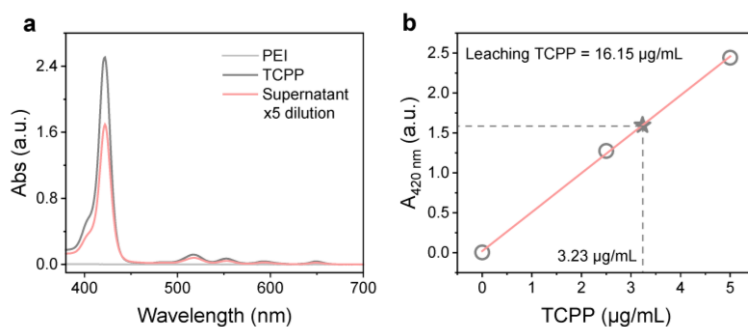 a
PEI
TCPP
Supernatant
x5 dilution
2.4
1.6
0.8
0.0
Abs (a.u.)
400
500
600
700
Wavelength (nm)
b
Leaching TCPP = 16.15 μg/mL
2.5
2.0
1.5
1.0
0.5
0.0
A420 nm (a.u.)
3.23 μg/mL
0
1
2
3
4
5
TCPP (μg/mL)